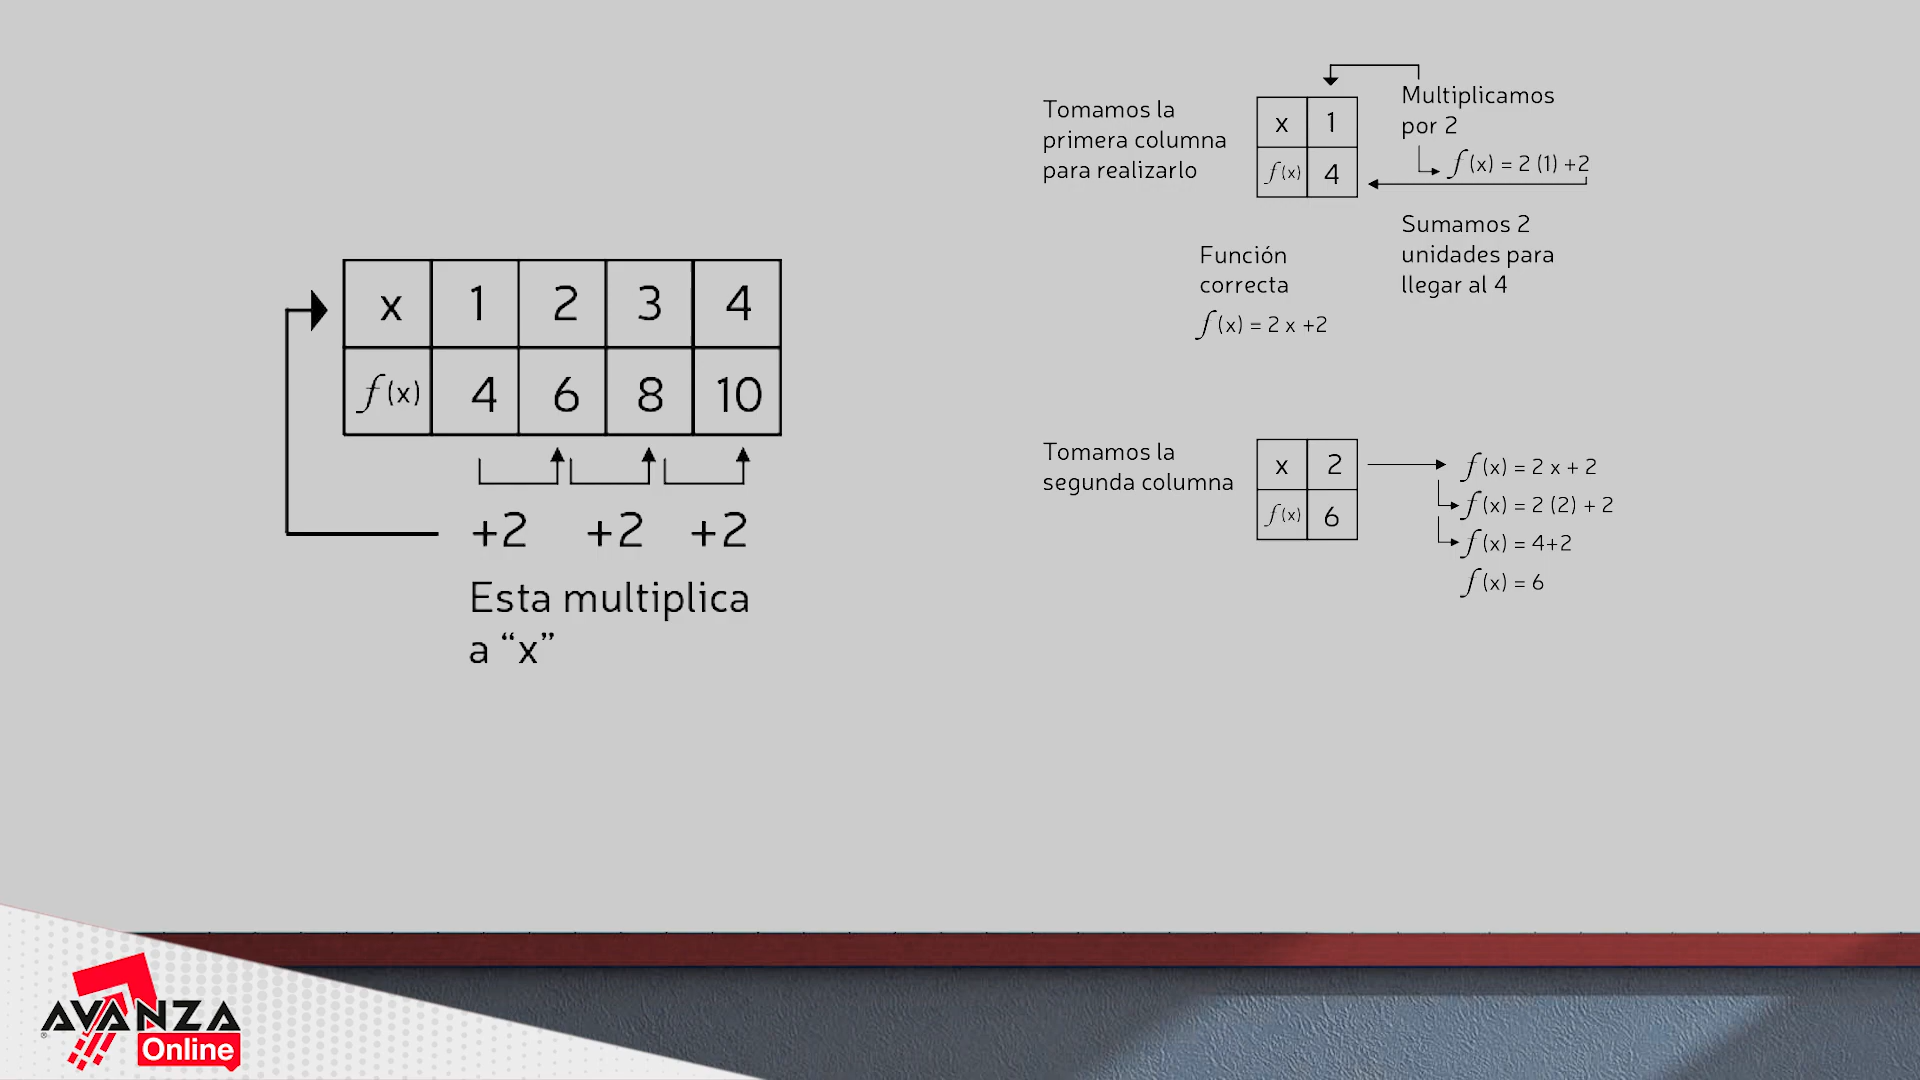 x 1 2 3 4
f(x) 4 6 8 10
+2 +2 +2
Esta multiplica
a “x”
Tomamos la
primera columna
para realizarlo
x 1
f(x) 4
Multiplicamos
por 2
f(x) = 2 (1) +2
Sumamos 2
unidades para
llegar al 4
Función
correcta
f(x) = 2 x +2
Tomamos la
segunda columna
x 2
f(x) 6
f(x) = 2 x + 2
f(x) = 2 (2) + 2
f(x) = 4+2
f(x) = 6
AVANZA
®
Online